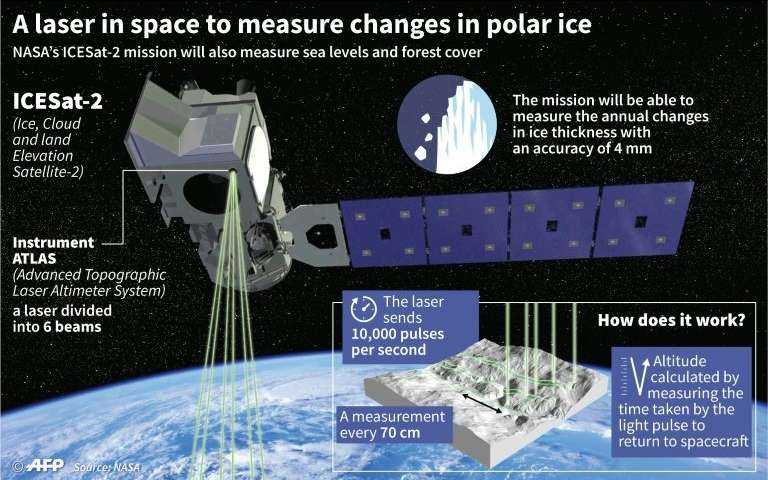 A laser in space to measure changes in polar ice
NASA's ICESat-2 mission will also measure sea levels and forest cover
ICESat-2
(Ice, Cloud
and land
Elevation
Satellite-2)
The mission will be able to
measure the annual changes
in ice thickness with
an accuracy of 4 mm
Instrument
ATLAS
(Advanced Topographic
Laser Altimeter System)
a laser divided
into 6 beams
The laser
sends
10,000 pulses
per second
How does it work?
Altitude
calculated by
measuring the
time taken by the
light pulse to
return to spacecraft
A measurement
every 70 cm
© AFP Source: NASA